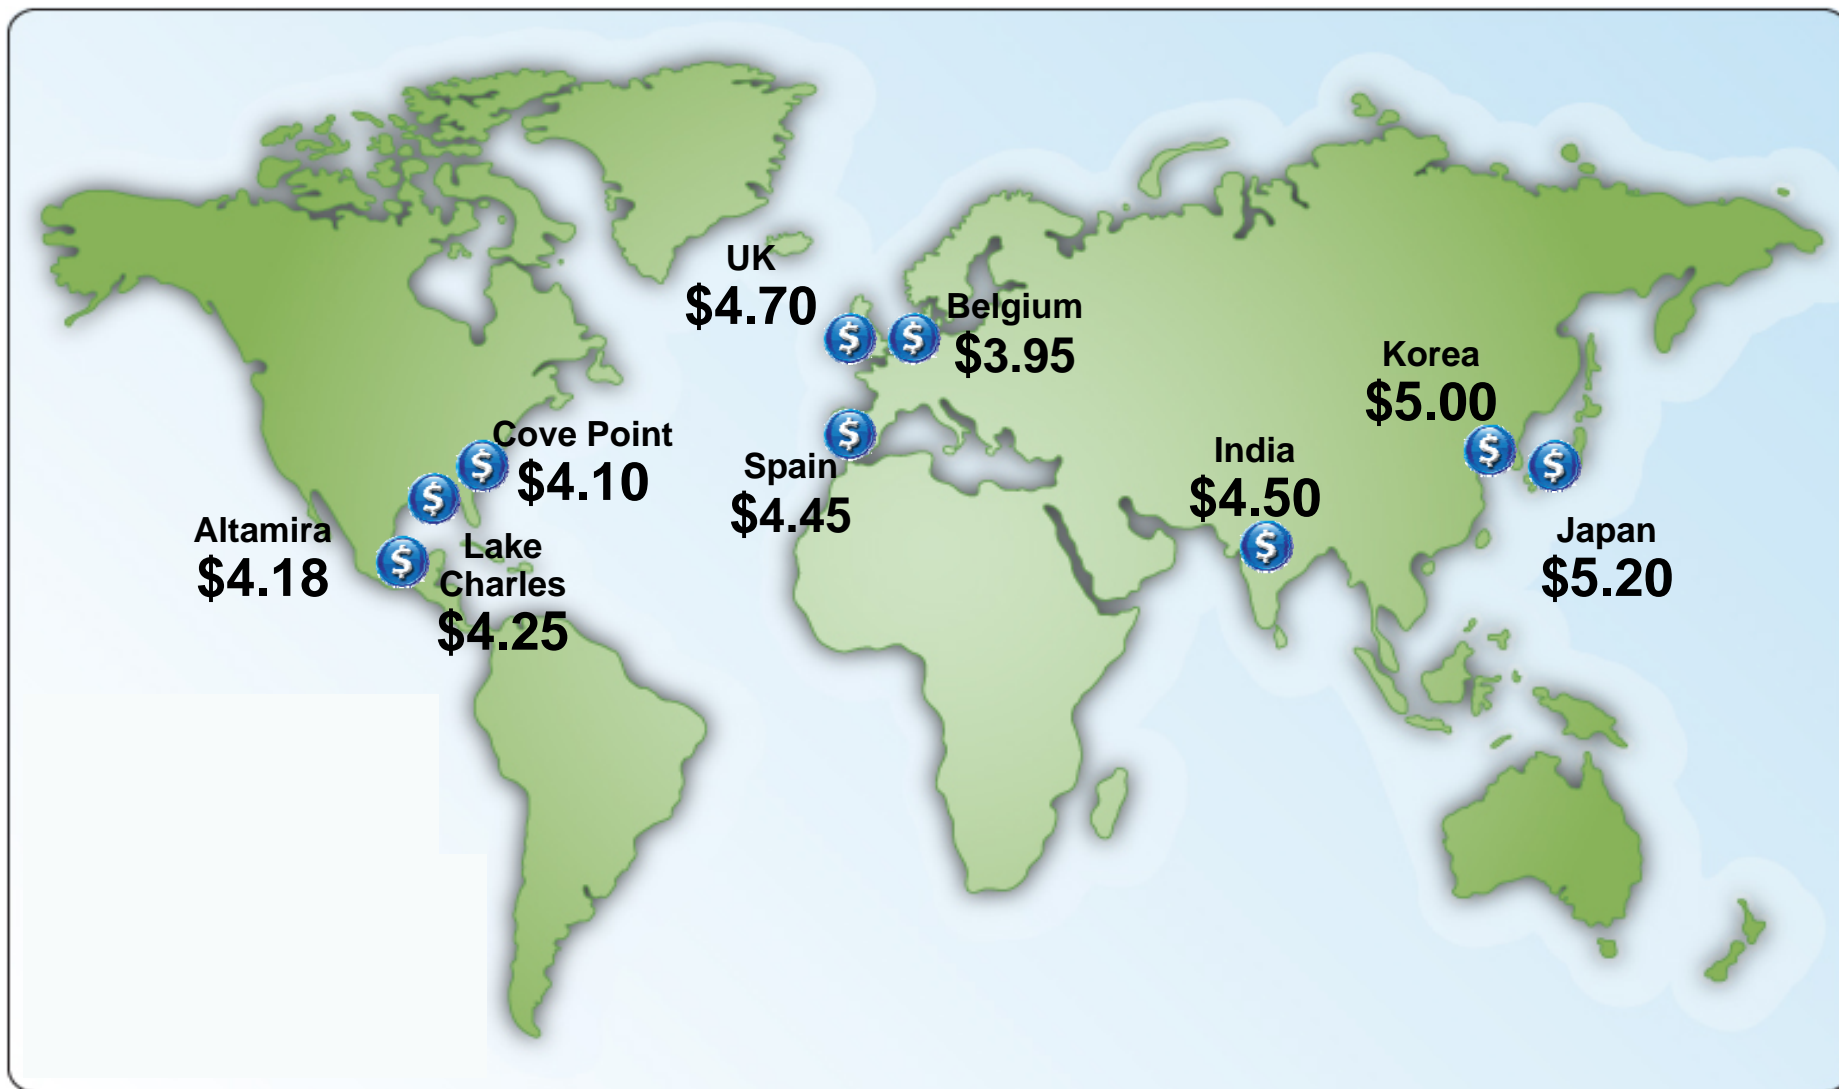 UK
$4.70
Belgium
$3.95
Korea
$5.00
Cove Point
$4.10
Spain
$4.45
India
$4.50
Altamira
$4.18
Lake
Charles
$4.25
Japan
$5.20
$
$
$
$
$
$
$
$
$